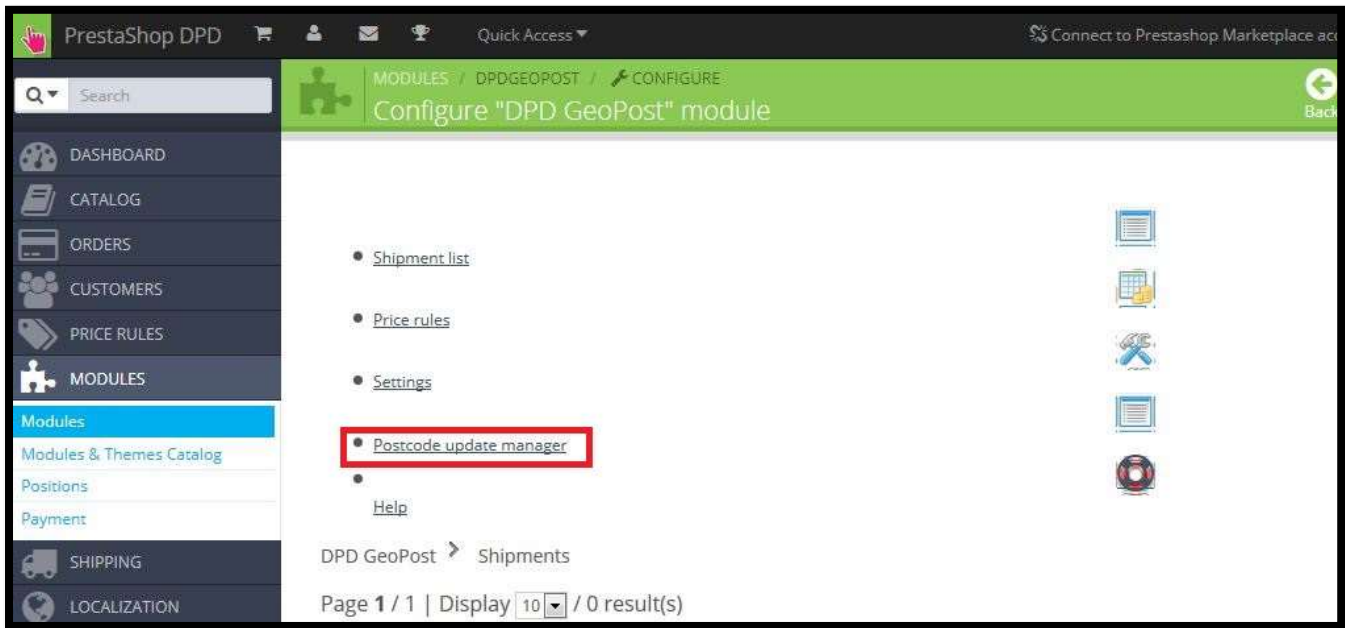 PrestaShop DPD Quick Access Connect to Prestashop Marketplace acc
Search
MODULES / DPDGEOPOST / CONFIGURE
Configure "DPD GeoPost" module
Back
DASHBOARD
CATALOG
ORDERS
CUSTOMERS
PRICE RULES
MODULES
Modules
Modules & Themes Catalog
Positions
Payment
SHIPPING
LOCALIZATION
Shipment list
Price rules
Settings
Postcode update manager
Help
DPD GeoPost > Shipments
Page 1 / 1 | Display 10 / 0 result(s)